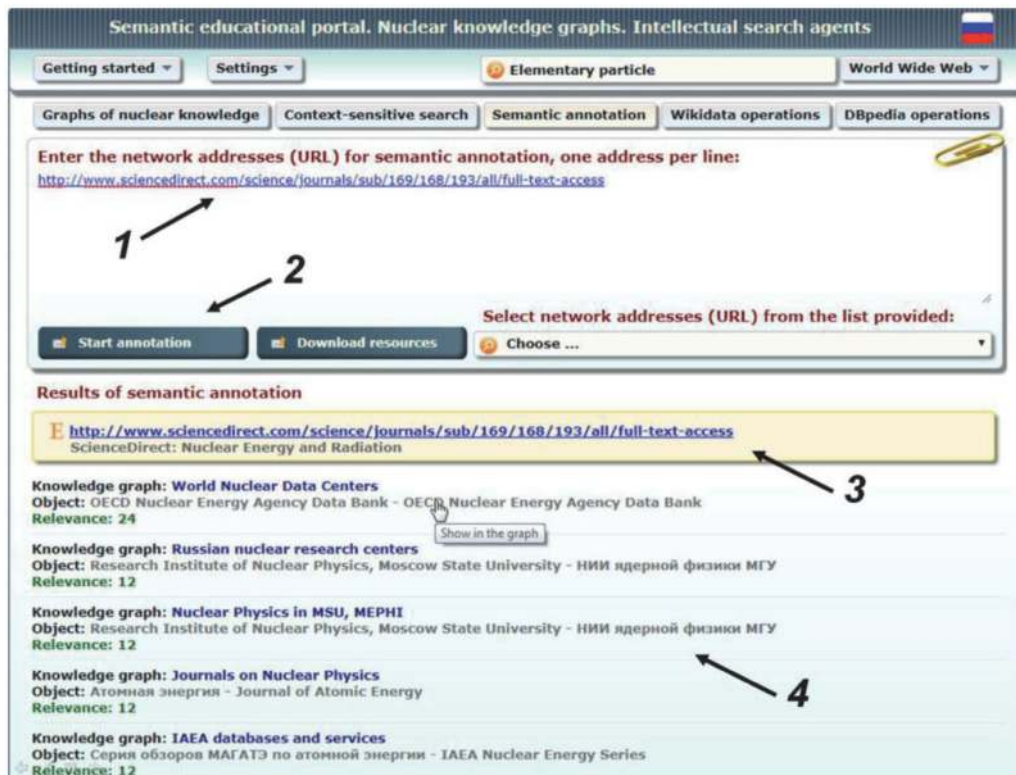 Semantic educational portal. Nuclear knowledge graphs. Intellectual search agents
Getting started Settings Elementary particle World Wide Web
Graphs of nuclear knowledge Context-sensitive search Semantic annotation Wikidata operations DBpedia operations
Enter the network addresses (URL) for semantic annotation, one address per line:
http://www.sciencedirect.com/science/journals/sub/169/168/193/all/full-text-access
1
2
Select network addresses (URL) from the list provided:
Start annotation Download resources Choose ...
Results of semantic annotation
E http://www.sciencedirect.com/science/journals/sub/169/168/193/all/full-text-access
ScienceDirect: Nuclear Energy and Radiation
3
Knowledge graph: World Nuclear Data Centers
Object: OECD Nuclear Energy Agency Data Bank - OECD Nuclear Energy Agency Data Bank
Relevance: 24
Show in the graph
Knowledge graph: Russian nuclear research centers
Object: Research Institute of Nuclear Physics, Moscow State University - НИИ ядерной физики МГУ
Relevance: 12
Knowledge graph: Nuclear Physics in MSU, MEPHI
Object: Research Institute of Nuclear Physics, Moscow State University - НИИ ядерной физики МГУ
Relevance: 12
4
Knowledge graph: Journals on Nuclear Physics
Object: Атомная энергия - Journal of Atomic Energy
Relevance: 12
Knowledge graph: IAEA databases and services
Object: Серия обзоров МАГАТЭ по атомной энергии - IAEA Nuclear Energy Series
Relevance: 12